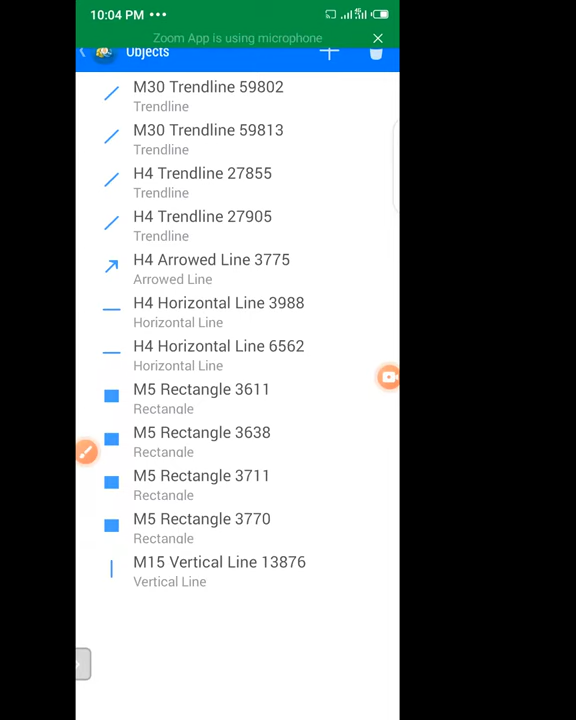 10:04 PM
Zoom App is using microphone
Objects
M30 Trendline 59802
Trendline
M30 Trendline 59813
Trendline
H4 Trendline 27855
Trendline
H4 Trendline 27905
Trendline
H4 Arrowed Line 3775
Arrowed Line
H4 Horizontal Line 3988
Horizontal Line
H4 Horizontal Line 6562
Horizontal Line
M5 Rectangle 3611
Rectangle
M5 Rectangle 3638
Rectangle
M5 Rectangle 3711
Rectangle
M5 Rectangle 3770
Rectangle
M15 Vertical Line 13876
Vertical Line